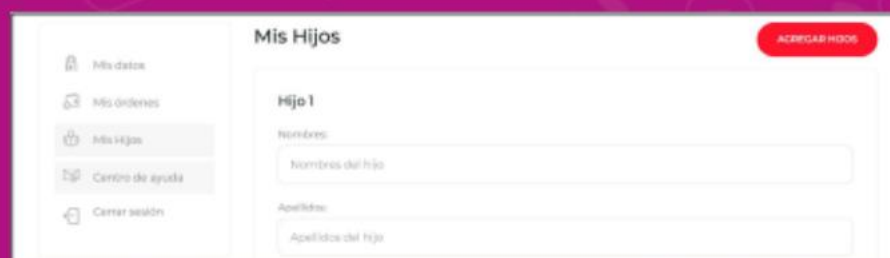 Mis Hijos
AGREGAR HIJOS
Mis datos
Mis órdenes
Mis Hijos
Centro de ayuda
Cerrar sesión
Hijo 1
Nombres:
Nombres del hijo
Apellidos:
Apellidos del hijo